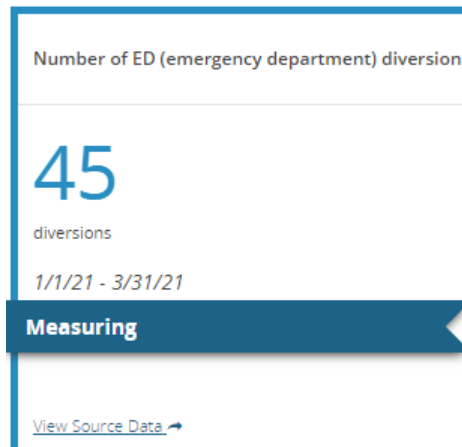 Number of ED (emergency department) diversion
45
diversions
1/1/21 - 3/31/21
Measuring
View Source Data